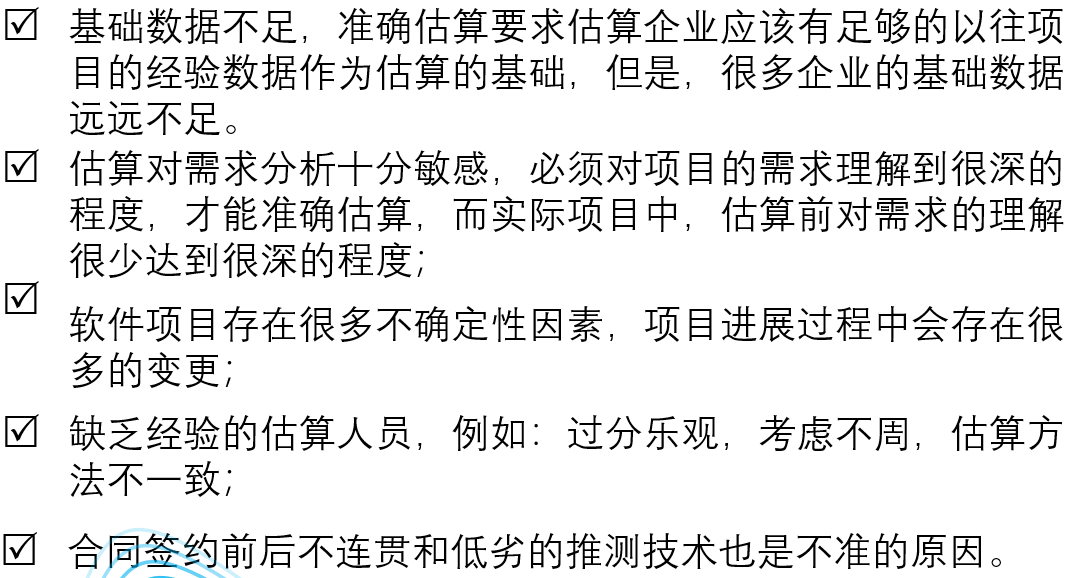 ☑ 基础数据不足，准确估算要求估算企业应该有足够的以往项
目的经验数据作为估算的基础，但是，很多企业的基础数据
远远不足。
☑ 估算对需求分析十分敏感，必须对项目的需求理解到很深的
程度，才能准确估算，而实际项目中，估算前对需求的理解
很少达到很深的程度；
☑ 软件项目存在很多不确定性因素，项目进展过程中会存在很
多的变更；
☑ 缺乏经验的估算人员，例如：过分乐观，考虑不周，估算方
法不一致；
☑ 合同签约前后不连贯和低劣的推测技术也是不准的原因。